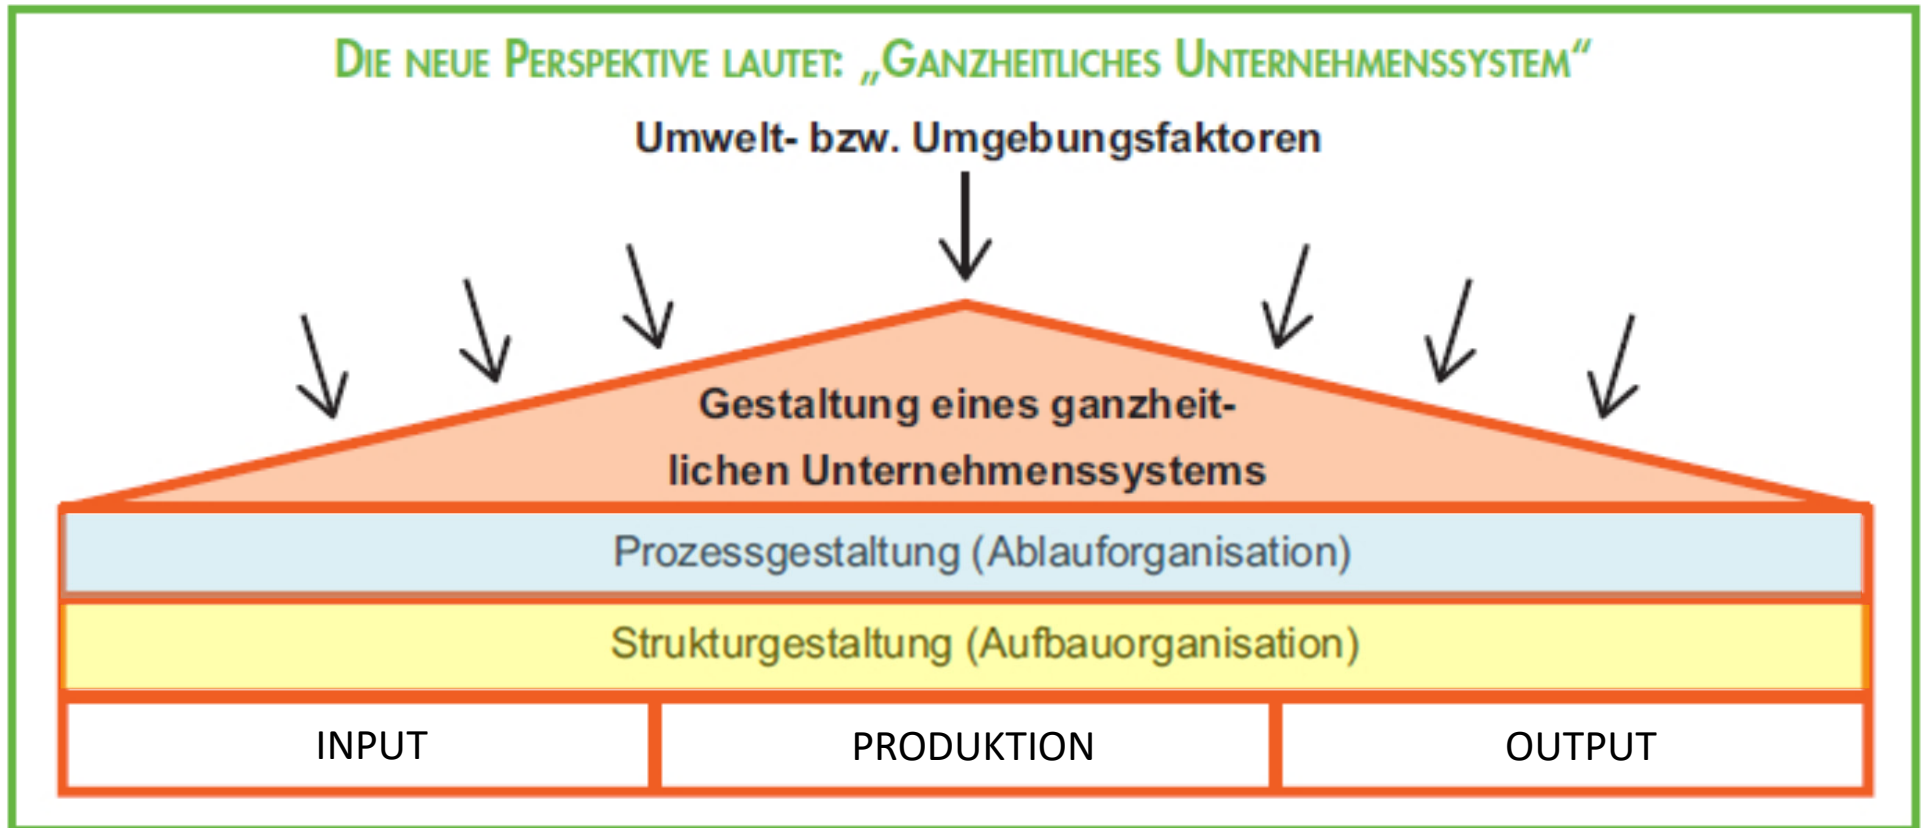 DIE NEUE PERSPEKTIVE LAUTET: „GANZHEITLICHES UNTERNEHMENSSYSTEM“
Umwelt- bzw. Umgebungsfaktoren
Gestaltung eines ganzheit-
lichen Unternehmenssystems
Prozessgestaltung (Ablauforganisation)
Strukturgestaltung (Aufbauorganisation)
INPUT
PRODUKTION
OUTPUT